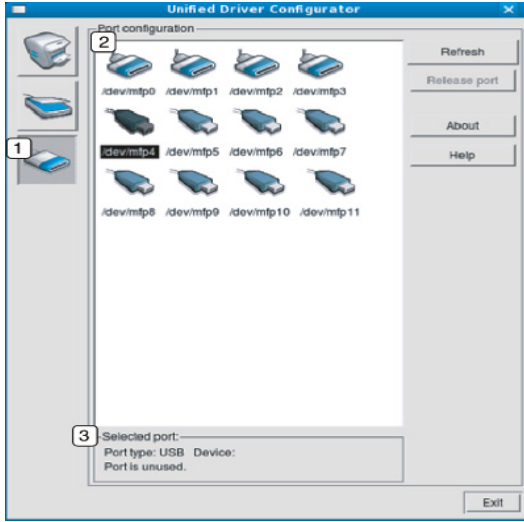 Unified Driver Configurator
Port configuration
2
Refresh
Release port
/dev/mfp0 /dev/mfp1 /dev/mfp2 /dev/mfp3
About
1
Help
/dev/mfp4 /dev/mfp5 /dev/mfp6 /dev/mfp7
/dev/mfp8 /dev/mfp9 /dev/mfp10 /dev/mfp11
3
Selected port:
Port type: USB Device:
Port is unused.
Exit